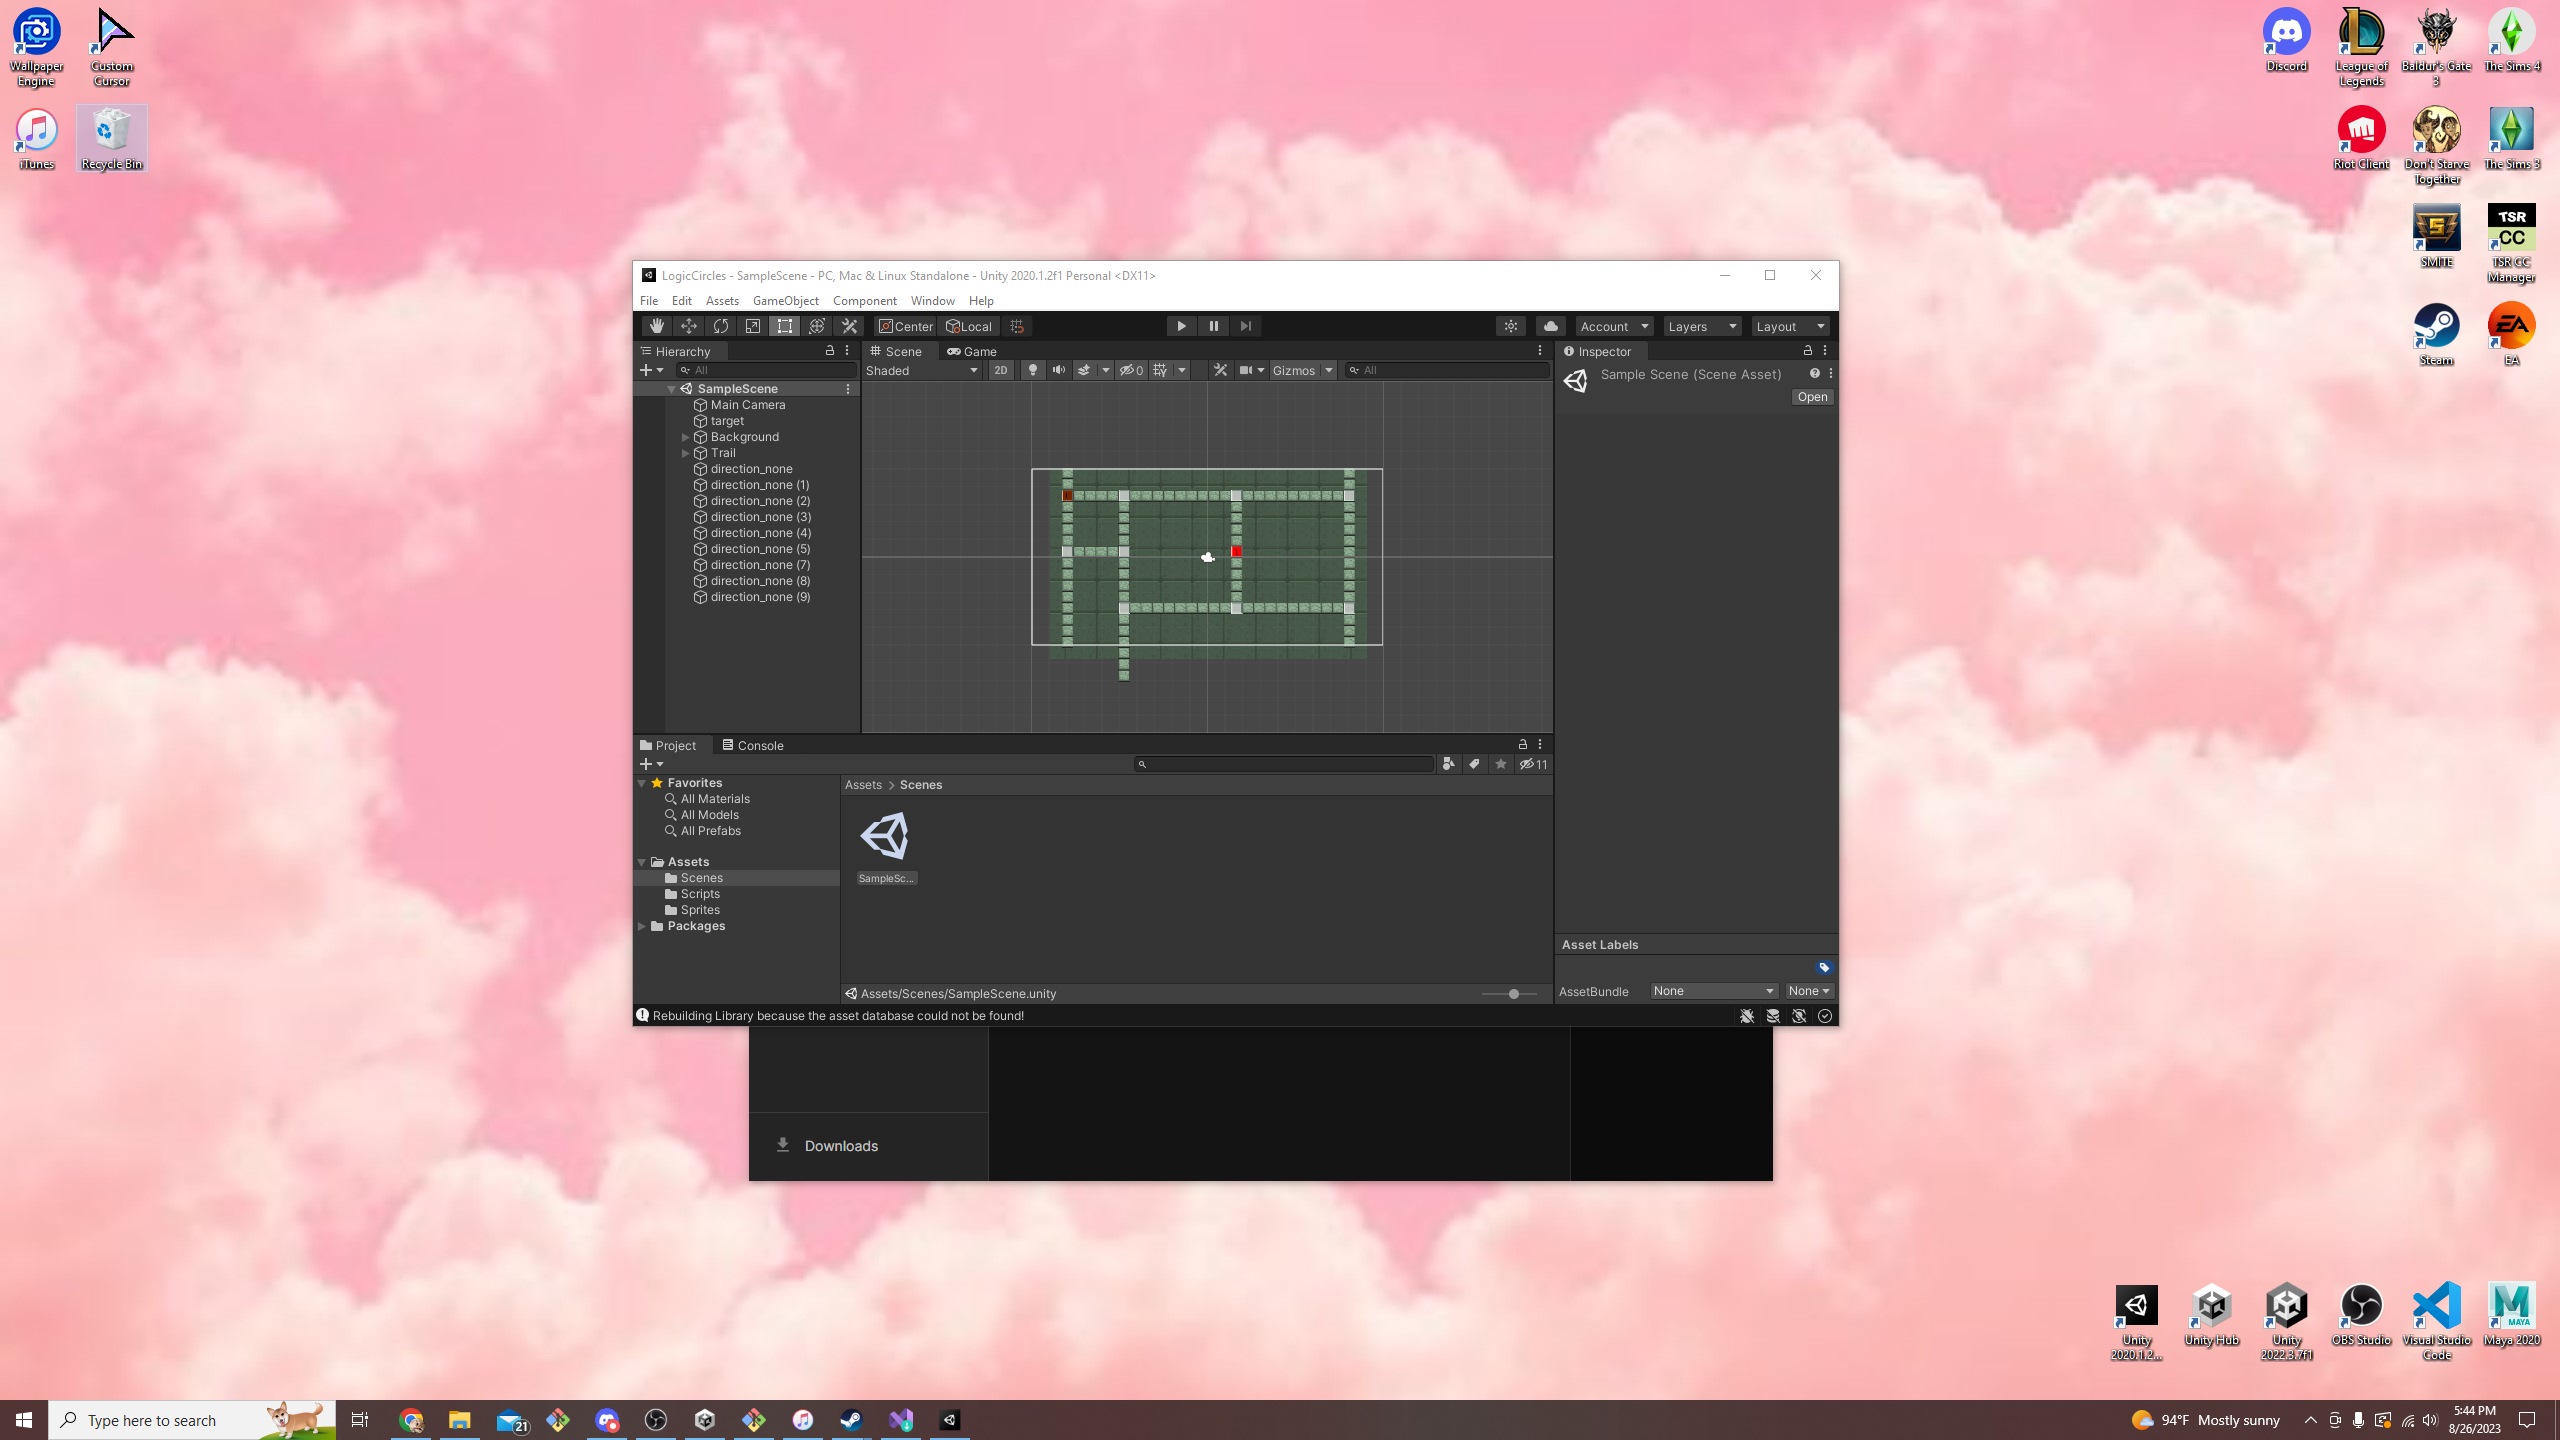 Wallpaper
Engine
Custom
Cursor
iTunes
Recycle Bin
Discord
League of
Legends
Baldur's Gate
3
The Sims 4
Riot Client
Don't Starve
Together
The Sims 3
SMITE
TSR
CC
TSR CC
Manager
Steam
EA
EA
LogicCircles - SampleScene - PC, Mac & Linux Standalone - Unity 2020.1.2f1 Personal <DX11>
File Edit Assets GameObject Component Window Help
Center Local Account Layers Layout
Hierarchy
All
SampleScene
Main Camera
target
Background
Trail
direction_none
direction_none (1)
direction_none (2)
direction_none (3)
direction_none (4)
direction_none (5)
direction_none (7)
direction_none (8)
direction_none (9)
Scene Game
Shaded 2D 0 Gizmos All
Inspector
Sample Scene (Scene Asset)
Open
Project Console
11
Favorites
All Materials
All Models
All Prefabs
Assets
Scenes
Scripts
Sprites
Packages
Assets > Scenes
SampleSc...
Assets/Scenes/SampleScene.unity
Asset Labels
AssetBundle None None
Rebuilding Library because the asset database could not be found!
Downloads
Unity
2020.1.2...
Unity Hub
Unity
2022.3.7f1
OBS Studio
Visual Studio
Code
MAYA
Maya 2020
Type here to search
21
94°F Mostly sunny
5:44 PM
8/26/2023